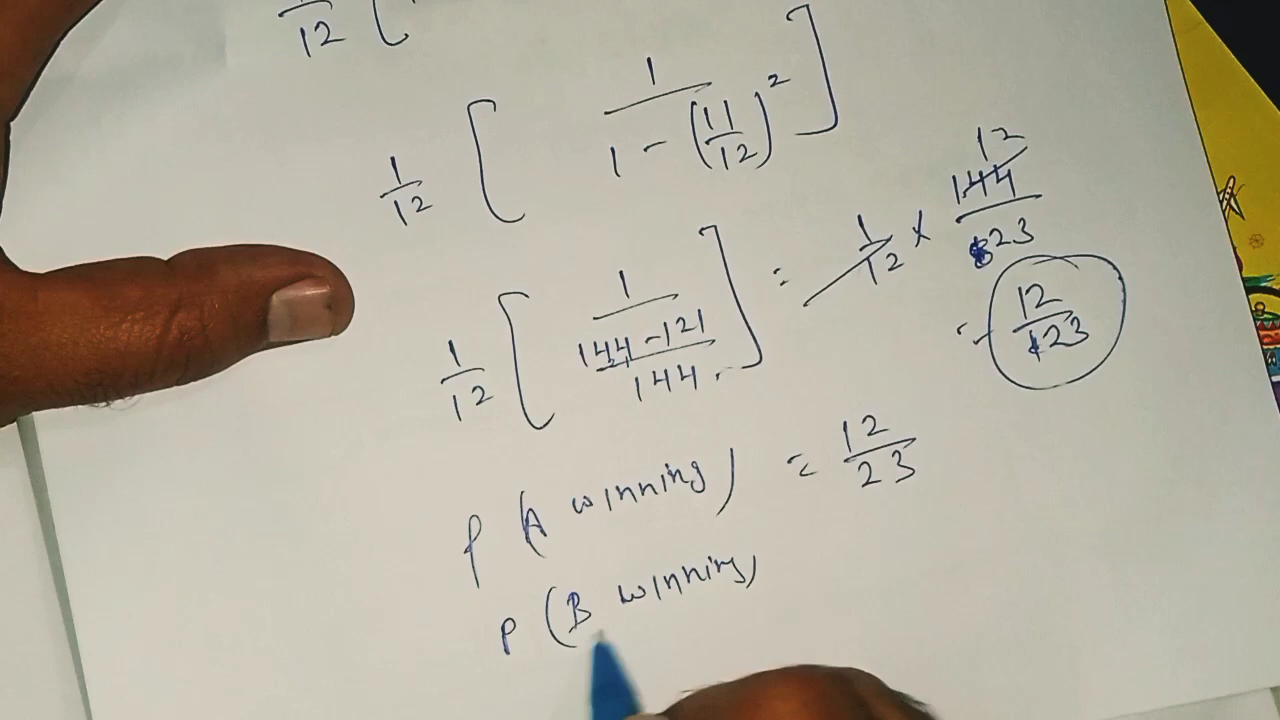 1/12 [
1/12 [ 1/(1 - (11/12)^2) ]
1/12 [ 1/((144-121)/144) ] = 1/12 × 144/23 12
= 12/23
P (A winning) = 12/23
P (B winning)